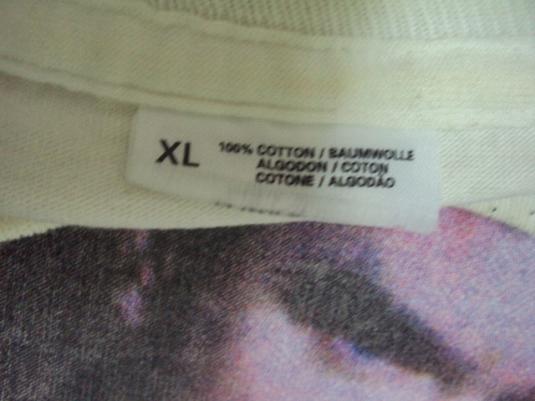 XL
100% COTTON / BAUMWOLLE
ALGODON / COTON
COTONE / ALGODÃO